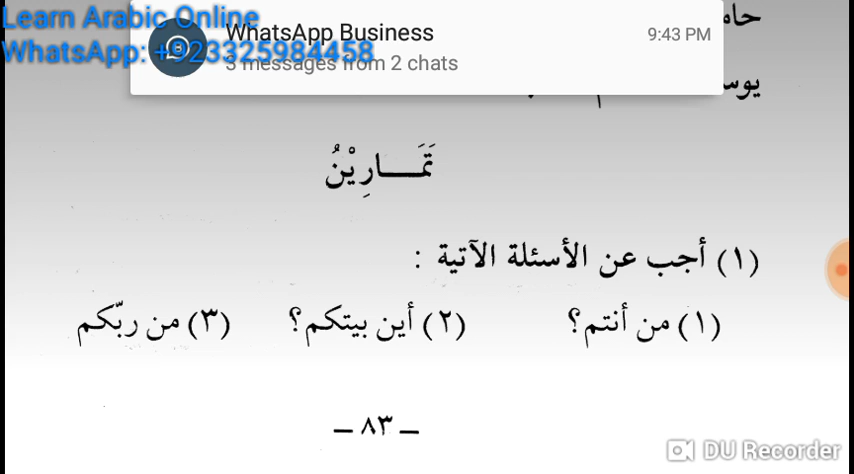 Learn Arabic Online
WhatsApp: +923325984458
WhatsApp Business
9:43 PM
3 messages from 2 chats
تَمَـــارِيْنُ
(١) أجب عن الأسئلة الآتية :
(١) من أنتم؟ (٢) أين بيتكم؟ (٣) من ربّكم
– ٨٣ –
DU Recorder